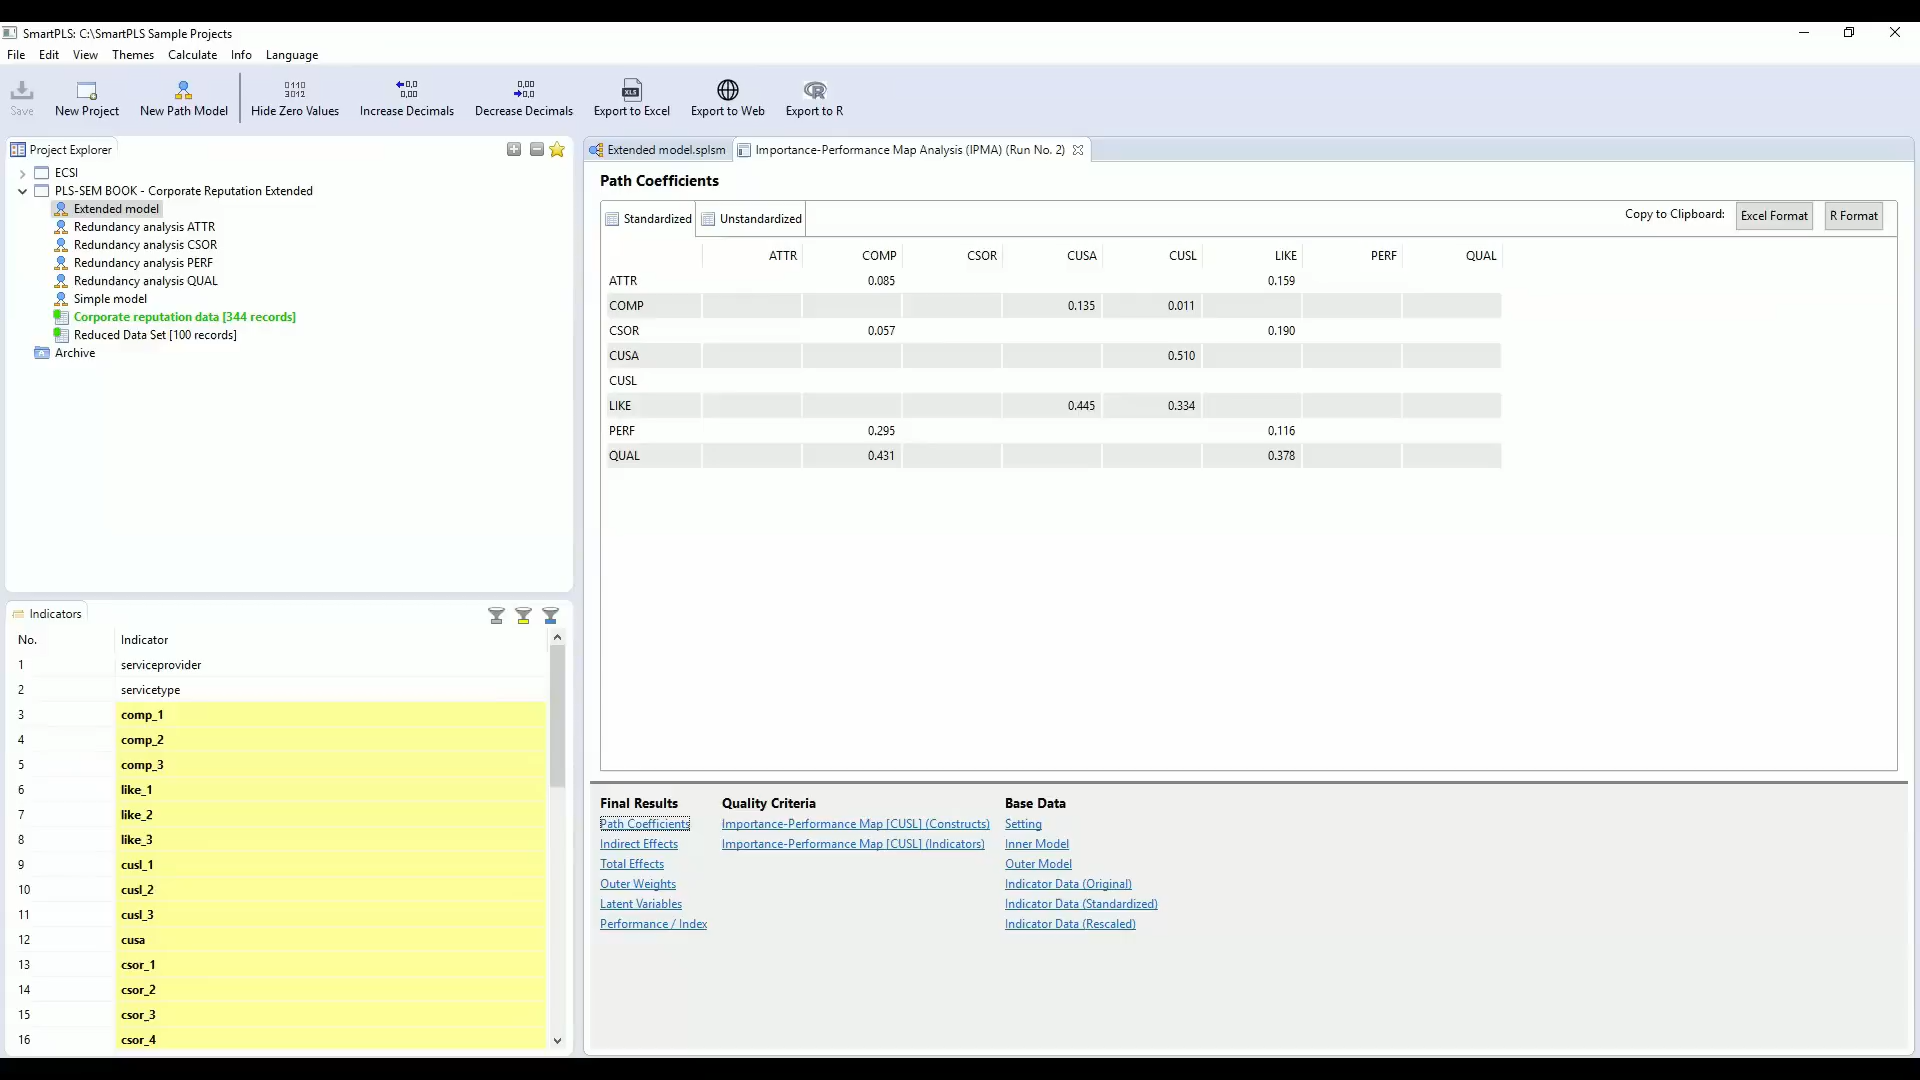 SmartPLS: C:\SmartPLS Sample Projects
File Edit View Themes Calculate Info Language
Save New Project New Path Model Hide Zero Values Increase Decimals Decrease Decimals Export to Excel Export to Web Export to R
Project Explorer
ECSI
PLS-SEM BOOK - Corporate Reputation Extended
Extended model
Redundancy analysis ATTR
Redundancy analysis CSOR
Redundancy analysis PERF
Redundancy analysis QUAL
Simple model
Corporate reputation data [344 records]
Reduced Data Set [100 records]
Archive
Indicators
No. Indicator
1 serviceprovider
2 servicetype
3 comp_1
4 comp_2
5 comp_3
6 like_1
7 like_2
8 like_3
9 cusl_1
10 cusl_2
11 cusl_3
12 cusa
13 csor_1
14 csor_2
15 csor_3
16 csor_4
Extended model.splsm Importance-Performance Map Analysis (IPMA) (Run No. 2)
Path Coefficients
Standardized Unstandardized Copy to Clipboard: Excel Format R Format
ATTR COMP CSOR CUSA CUSL LIKE PERF QUAL
ATTR 0.085 0.159
COMP 0.135 0.011
CSOR 0.057 0.190
CUSA 0.510
CUSL
LIKE 0.445 0.334
PERF 0.295 0.116
QUAL 0.431 0.378
Final Results Quality Criteria Base Data
Path Coefficients Importance-Performance Map [CUSL] (Constructs) Setting
Indirect Effects Importance-Performance Map [CUSL] (Indicators) Inner Model
Total Effects Outer Model
Outer Weights Indicator Data (Original)
Latent Variables Indicator Data (Standardized)
Performance / Index Indicator Data (Rescaled)